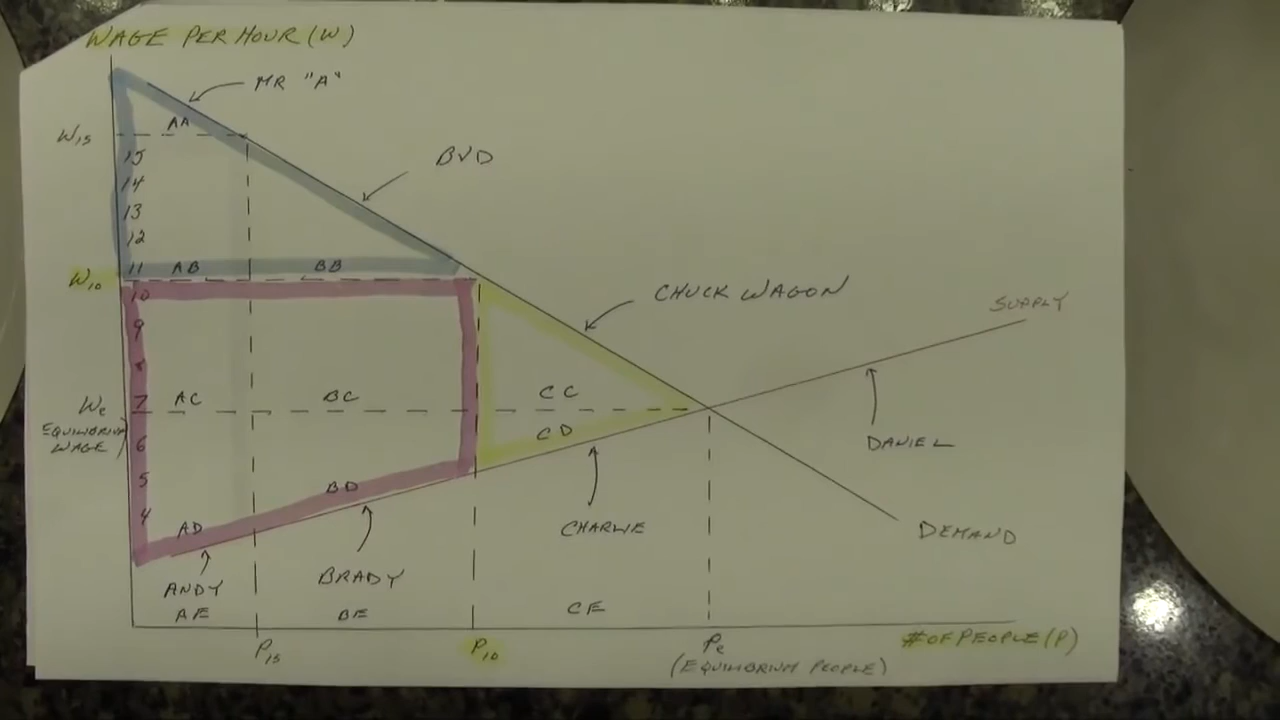 WAGE PER HOUR (W)
MR "A"
W15
AA
15
BVD
14
13
12
11
AB
BB
W10
10
CHUCK WAGON
SUPPLY
9
8
We
7
AC
BC
CC
EQUILIBRIUM
WAGE
6
CD
DANIEL
5
BD
4
AD
CHARLIE
DEMAND
ANDY
BRADY
AE
BE
CE
P15
P10
Pe
# OF PEOPLE (P)
(EQUILIBRIUM PEOPLE)